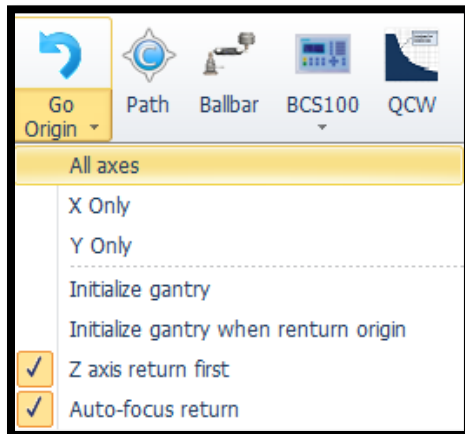 Go Origin
Path
Ballbar
BCS100
QCW
All axes
X Only
Y Only
Initialize gantry
Initialize gantry when renturn origin
Z axis return first
Auto-focus return